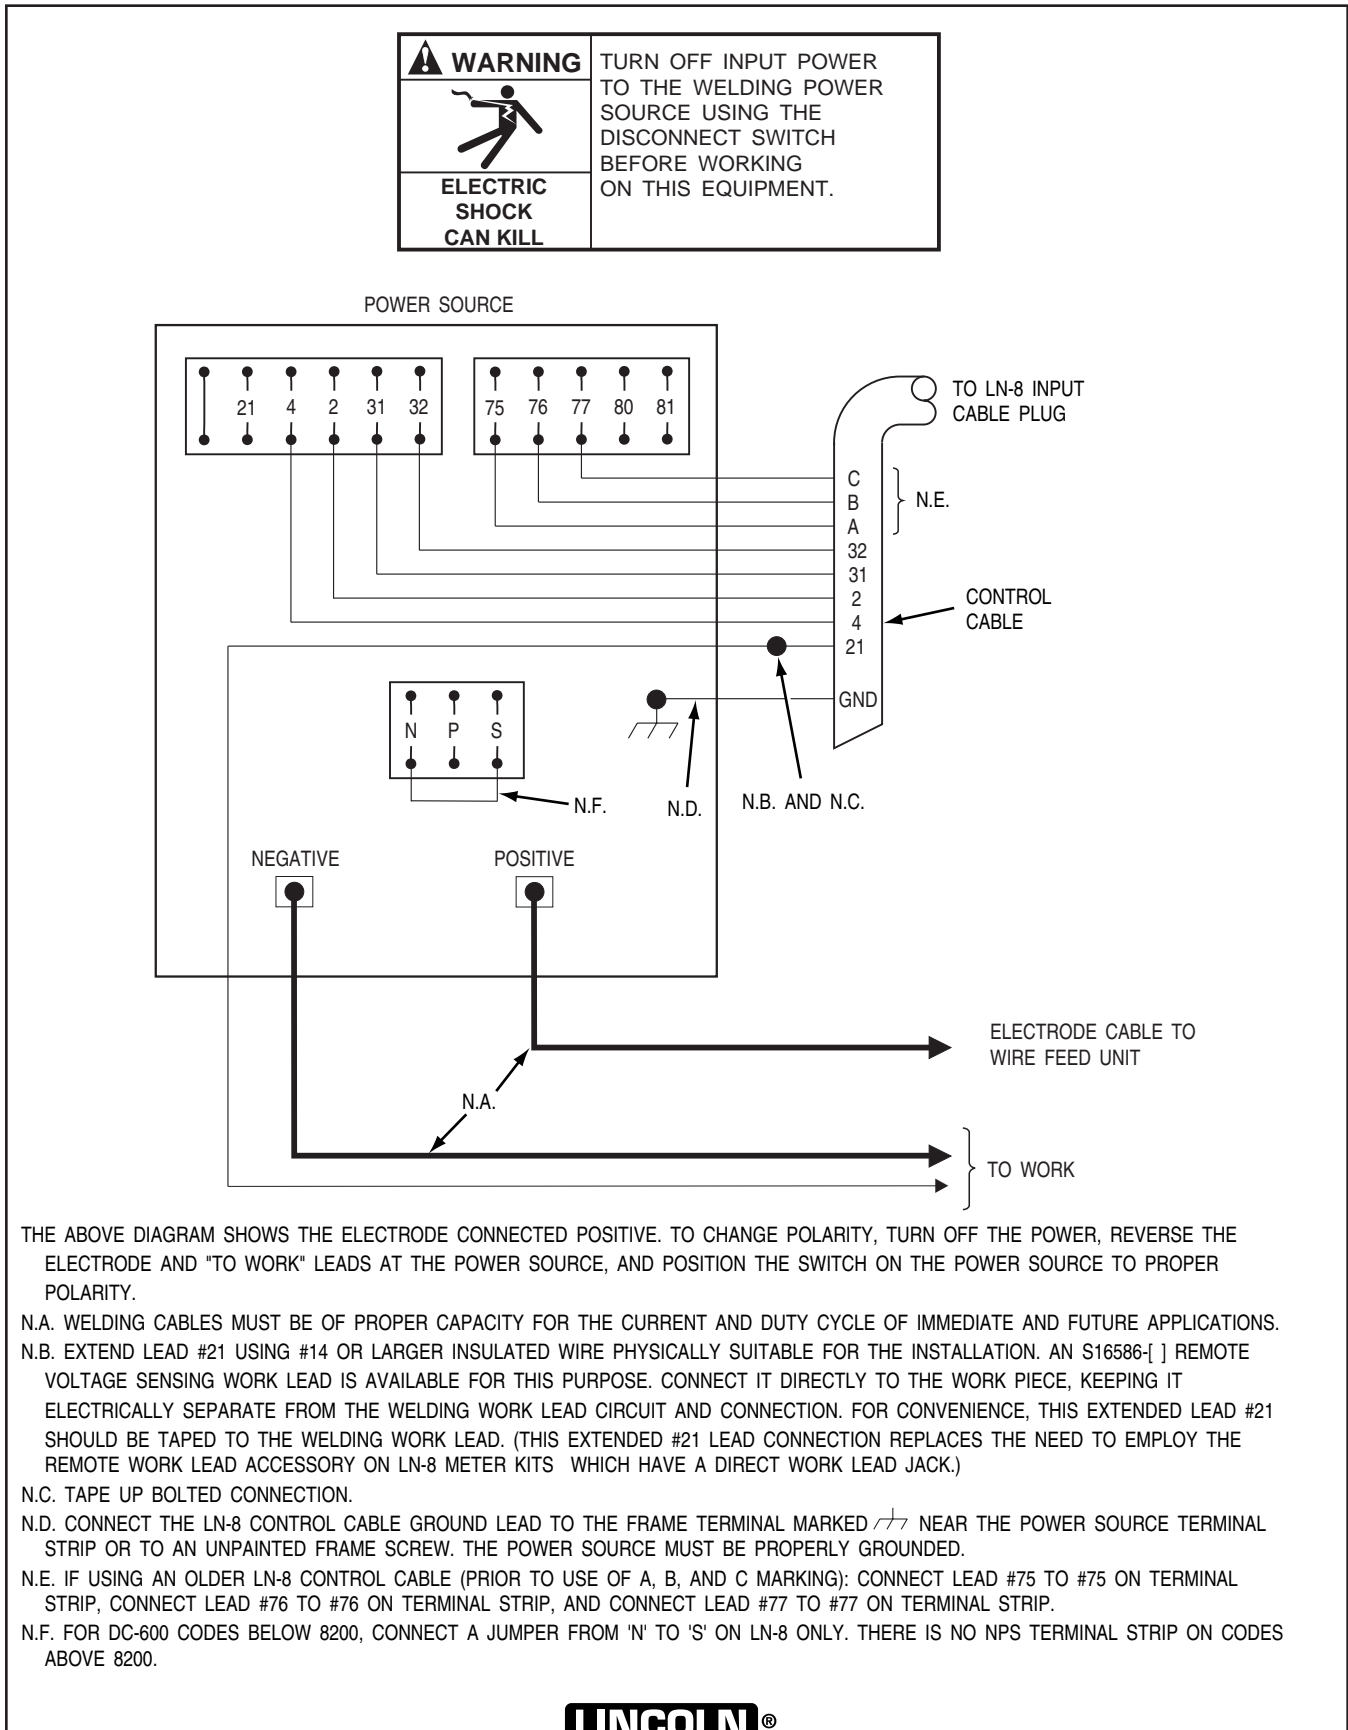 WARNING
ELECTRIC
SHOCK
CAN KILL
TURN OFF INPUT POWER
TO THE WELDING POWER
SOURCE USING THE
DISCONNECT SWITCH
BEFORE WORKING
ON THIS EQUIPMENT.
POWER SOURCE
21 4 2 31 32
75 76 77 80 81
TO LN-8 INPUT
CABLE PLUG
C
B
A
N.E.
32
31
2
4
21
GND
CONTROL
CABLE
N P S
N.F.
N.D.
N.B. AND N.C.
NEGATIVE
POSITIVE
ELECTRODE CABLE TO
WIRE FEED UNIT
N.A.
TO WORK
THE ABOVE DIAGRAM SHOWS THE ELECTRODE CONNECTED POSITIVE. TO CHANGE POLARITY, TURN OFF THE POWER, REVERSE THE
ELECTRODE AND "TO WORK" LEADS AT THE POWER SOURCE, AND POSITION THE SWITCH ON THE POWER SOURCE TO PROPER
POLARITY.
N.A. WELDING CABLES MUST BE OF PROPER CAPACITY FOR THE CURRENT AND DUTY CYCLE OF IMMEDIATE AND FUTURE APPLICATIONS.
N.B. EXTEND LEAD #21 USING #14 OR LARGER INSULATED WIRE PHYSICALLY SUITABLE FOR THE INSTALLATION. AN S16586-[ ] REMOTE
VOLTAGE SENSING WORK LEAD IS AVAILABLE FOR THIS PURPOSE. CONNECT IT DIRECTLY TO THE WORK PIECE, KEEPING IT
ELECTRICALLY SEPARATE FROM THE WELDING WORK LEAD CIRCUIT AND CONNECTION. FOR CONVENIENCE, THIS EXTENDED LEAD #21
SHOULD BE TAPED TO THE WELDING WORK LEAD. (THIS EXTENDED #21 LEAD CONNECTION REPLACES THE NEED TO EMPLOY THE
REMOTE WORK LEAD ACCESSORY ON LN-8 METER KITS WHICH HAVE A DIRECT WORK LEAD JACK.)
N.C. TAPE UP BOLTED CONNECTION.
N.D. CONNECT THE LN-8 CONTROL CABLE GROUND LEAD TO THE FRAME TERMINAL MARKED NEAR THE POWER SOURCE TERMINAL
STRIP OR TO AN UNPAINTED FRAME SCREW. THE POWER SOURCE MUST BE PROPERLY GROUNDED.
N.E. IF USING AN OLDER LN-8 CONTROL CABLE (PRIOR TO USE OF A, B, AND C MARKING): CONNECT LEAD #75 TO #75 ON TERMINAL
STRIP, CONNECT LEAD #76 TO #76 ON TERMINAL STRIP, AND CONNECT LEAD #77 TO #77 ON TERMINAL STRIP.
N.F. FOR DC-600 CODES BELOW 8200, CONNECT A JUMPER FROM 'N' TO 'S' ON LN-8 ONLY. THERE IS NO NPS TERMINAL STRIP ON CODES
ABOVE 8200.
LINCOLN ®